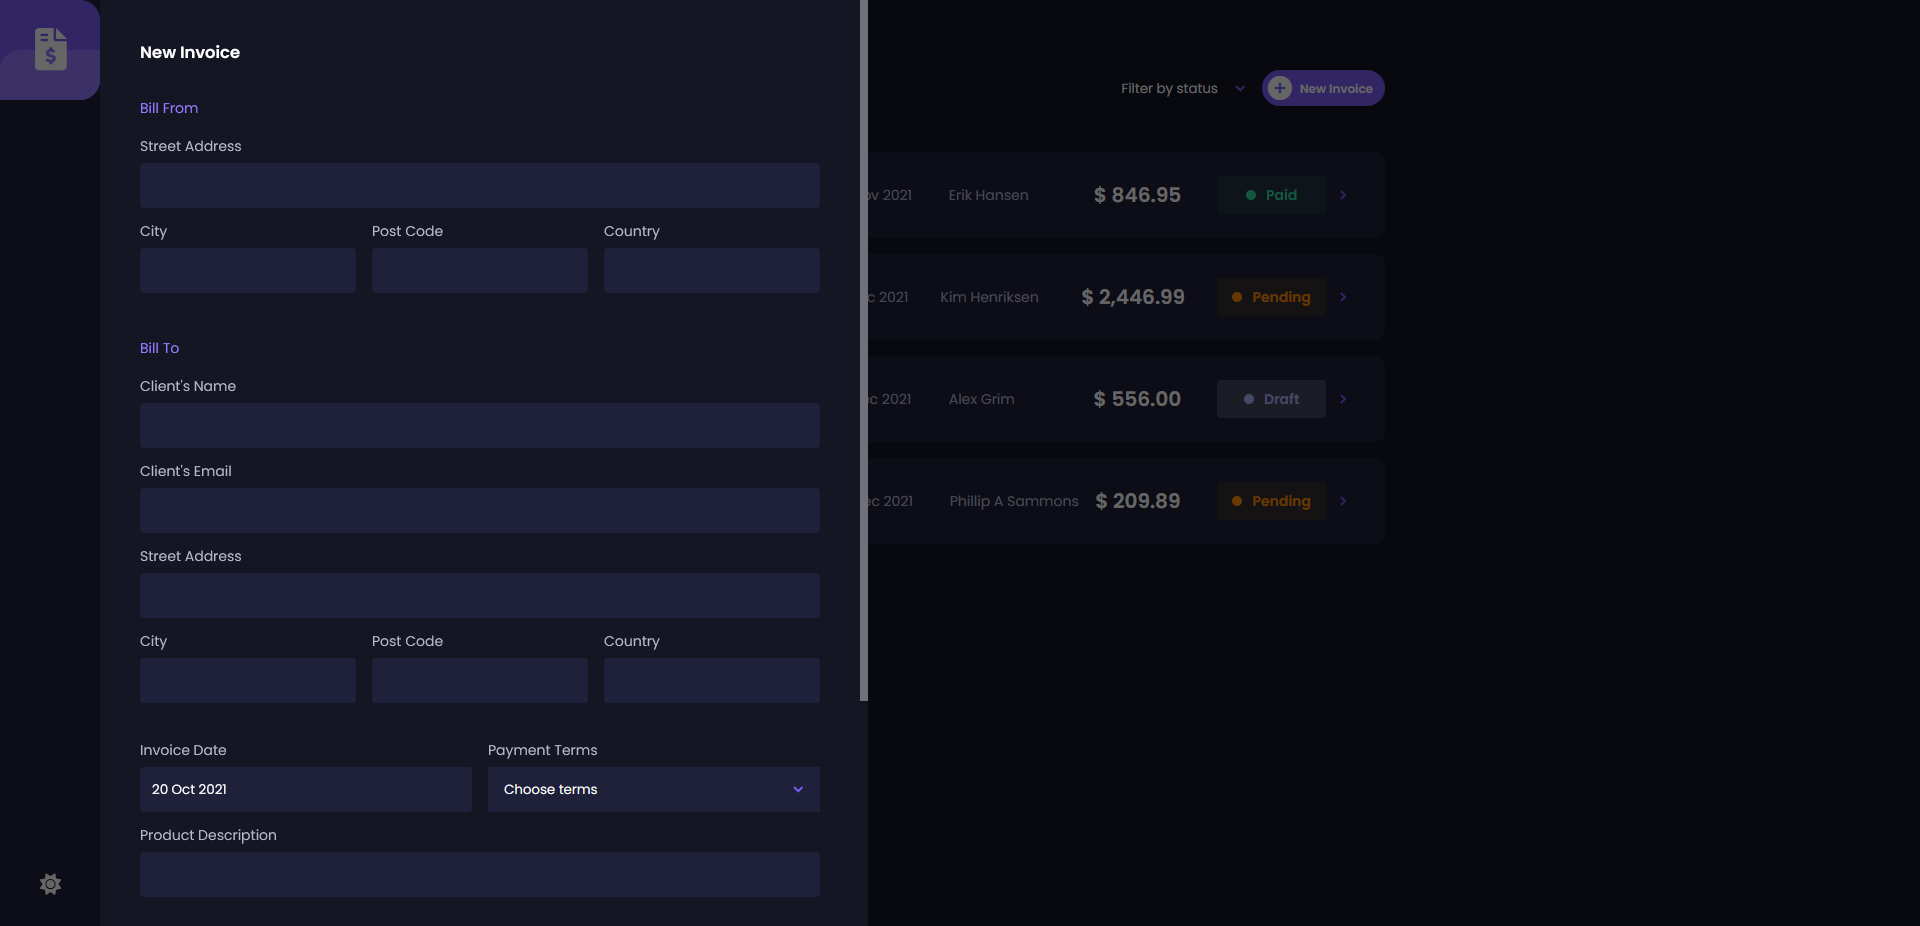 New Invoice
Bill From
Street Address
City Post Code Country
Bill To
Client's Name
Client's Email
Street Address
City Post Code Country
Invoice Date Payment Terms
20 Oct 2021 Choose terms
Product Description
Filter by status New Invoice
2021 Erik Hansen $ 846.95 Paid
2021 Kim Henriksen $ 2,446.99 Pending
2021 Alex Grim $ 556.00 Draft
2021 Phillip A Sammons $ 209.89 Pending